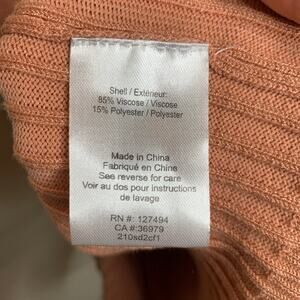 Shell / Extérieur:
85% Viscose / Viscose
15% Polyester / Polyester
Made in China
Fabriqué en Chine
See reverse for care
Voir au dos pour instructions
de lavage
RN #: 127494
CA #: 36979
210sd2cf1